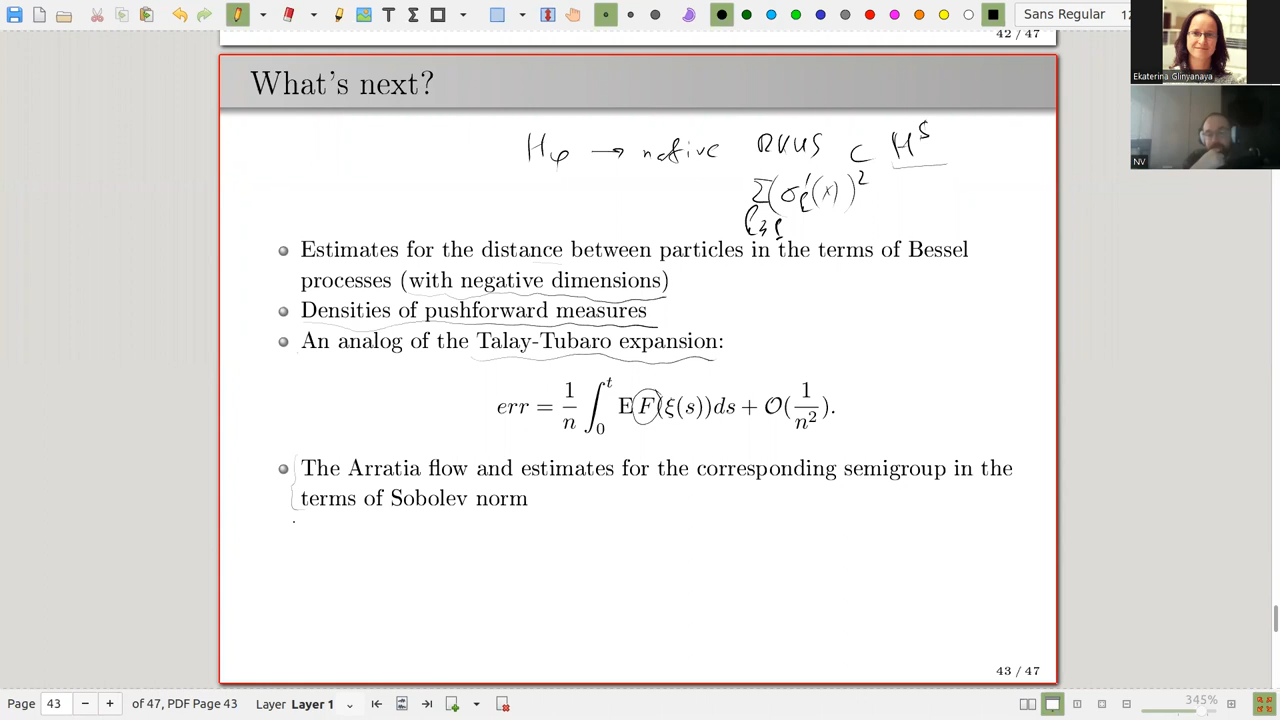 Sans Regular 12
42 / 47
Ekaterina Glinyanaya
NV
What's next?
H_φ → native RKHS ⊂ H^S
Σ(σ'_ℓ(x))²
• Estimates for the distance between particles in the terms of Bessel
processes (with negative dimensions)
• Densities of pushforward measures
• An analog of the Talay-Tubaro expansion:
err = 1/n ∫_0^t E F(ξ(s))ds + O(1/n²).
• The Arratia flow and estimates for the corresponding semigroup in the
terms of Sobolev norm
43 / 47
Page 43 of 47, PDF Page 43 Layer Layer 1 345%